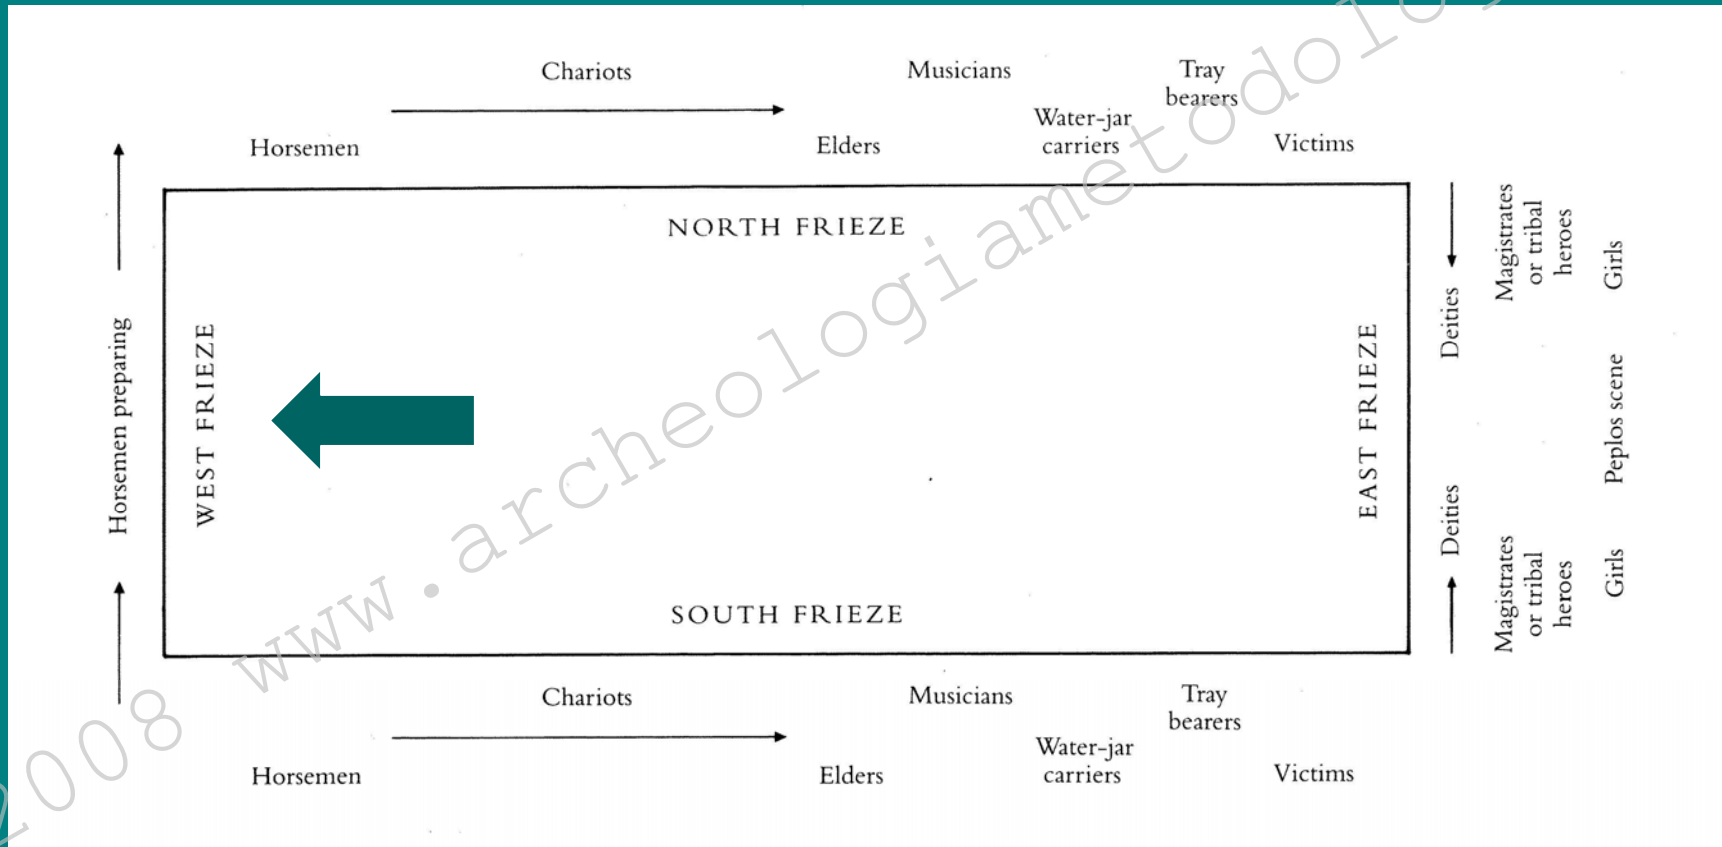 Chariots
Musicians
Tray
bearers
Horsemen
Elders
Water-jar
carriers
Victims
NORTH FRIEZE
Horsemen preparing
WEST FRIEZE
EAST FRIEZE
Deities
Deities
Magistrates
or tribal
heroes
Girls
Peplos scene
Magistrates
or tribal
heroes
Girls
SOUTH FRIEZE
Chariots
Musicians
Tray
bearers
Horsemen
Elders
Water-jar
carriers
Victims
2008 www.archeologiametodolo